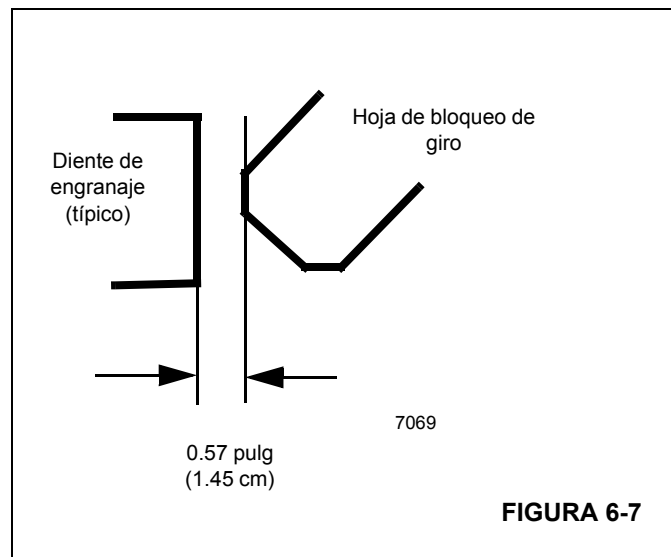 Hoja de bloqueo de
giro
Diente de
engranaje
(típico)
7069
0.57 pulg
(1.45 cm)
FIGURA 6-7